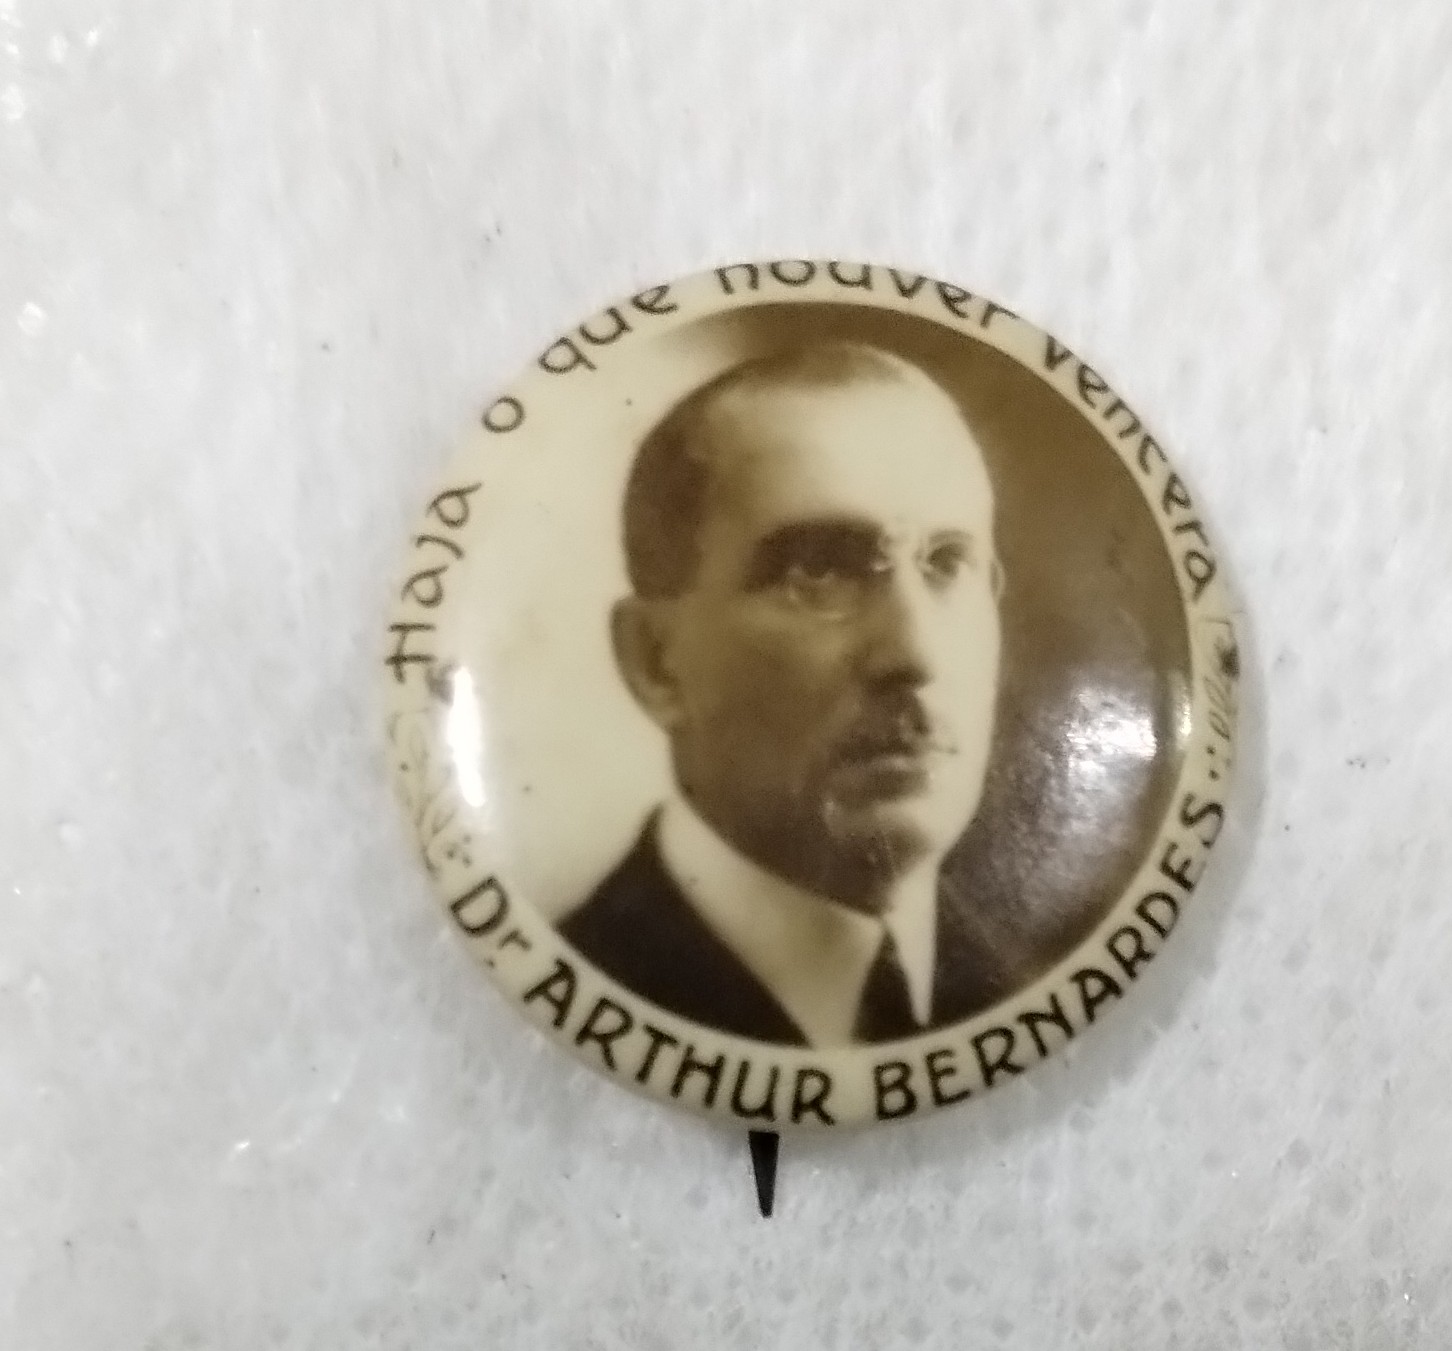 Haja o que houver vencerá
Dr. ARTHUR BERNARDES